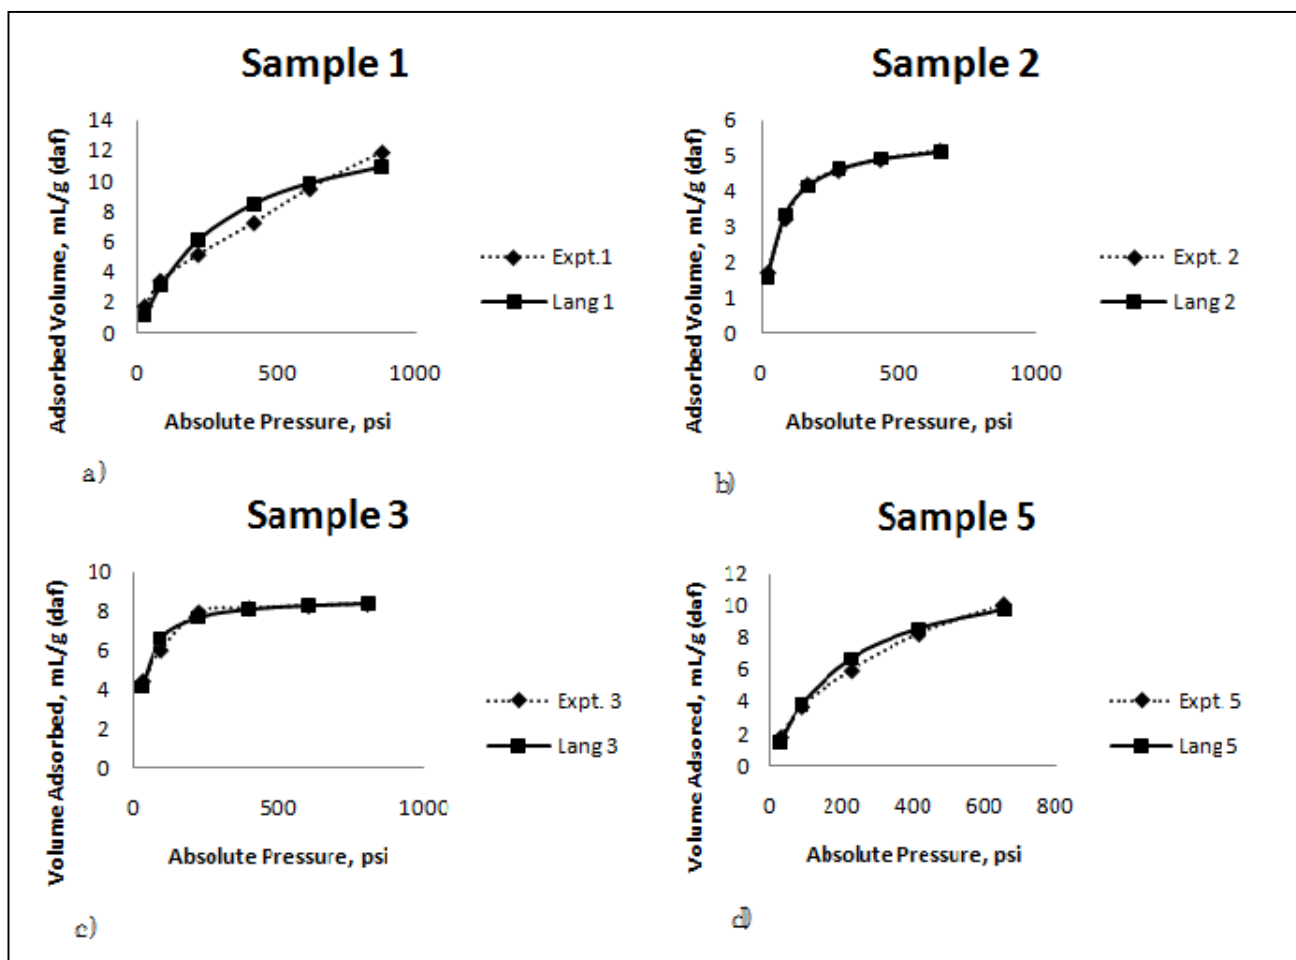 Sample 1
Adsorbed Volume, mL/g (daf)
14
12
10
8
6
4
2
0
0 500 1000
Absolute Pressure, psi
Expt.1
Lang 1
a)
Sample 2
Adsorbed Volume, mL/g (daf)
6
5
4
3
2
1
0
0 500 1000
Absolute Pressure, psi
Expt. 2
Lang 2
b)
Sample 3
Volume Adsorbed, mL/g (daf)
10
8
6
4
2
0
0 500 1000
Absolute Pressure, psi
Expt. 3
Lang 3
c)
Sample 5
Volume Adsored, mL/g (daf)
12
10
8
6
4
2
0
0 200 400 600 800
Absolute Pressure, psi
Expt. 5
Lang 5
d)